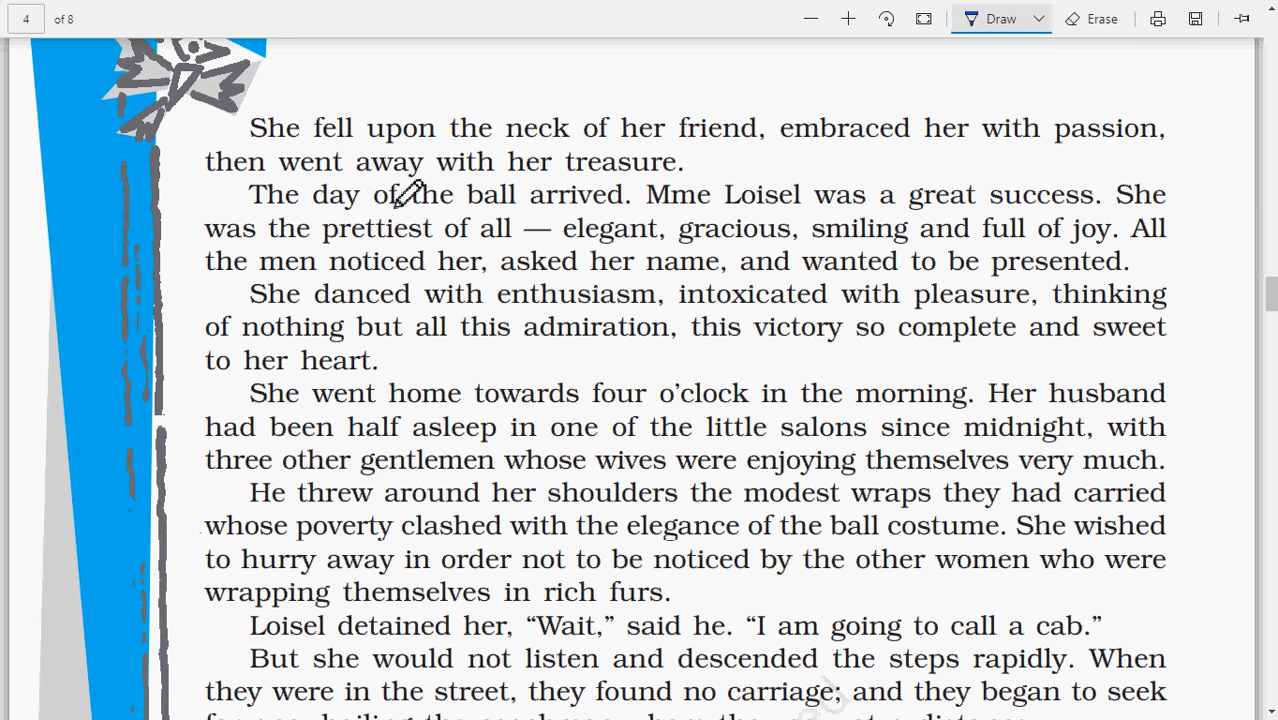 4 of 8 Draw Erase
She fell upon the neck of her friend, embraced her with passion,
then went away with her treasure.
The day of the ball arrived. Mme Loisel was a great success. She
was the prettiest of all — elegant, gracious, smiling and full of joy. All
the men noticed her, asked her name, and wanted to be presented.
She danced with enthusiasm, intoxicated with pleasure, thinking
of nothing but all this admiration, this victory so complete and sweet
to her heart.
She went home towards four o’clock in the morning. Her husband
had been half asleep in one of the little salons since midnight, with
three other gentlemen whose wives were enjoying themselves very much.
He threw around her shoulders the modest wraps they had carried
whose poverty clashed with the elegance of the ball costume. She wished
to hurry away in order not to be noticed by the other women who were
wrapping themselves in rich furs.
Loisel detained her, “Wait,” said he. “I am going to call a cab.”
But she would not listen and descended the steps rapidly. When
they were in the street, they found no carriage; and they began to seek